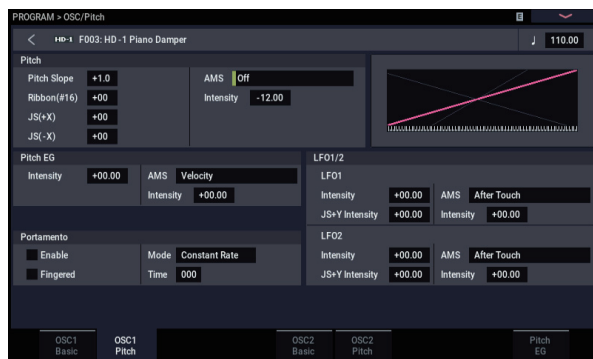 PROGRAM > OSC/Pitch E
HD-1 F003: HD -1 Piano Damper ♩ 110.00
Pitch
Pitch Slope +1.0 AMS Off
Ribbon(#16) +00 Intensity -12.00
JS(+X) +00
JS(-X) +00
Pitch EG
Intensity +00.00 AMS Velocity
Intensity +00.00
LFO1/2
LFO1
Intensity +00.00 AMS After Touch
JS+Y Intensity +00.00 Intensity +00.00
Portamento
Enable Mode Constant Rate
Fingered Time 000
LFO2
Intensity +00.00 AMS After Touch
JS+Y Intensity +00.00 Intensity +00.00
OSC1 Basic
OSC1 Pitch
OSC2 Basic
OSC2 Pitch
Pitch EG